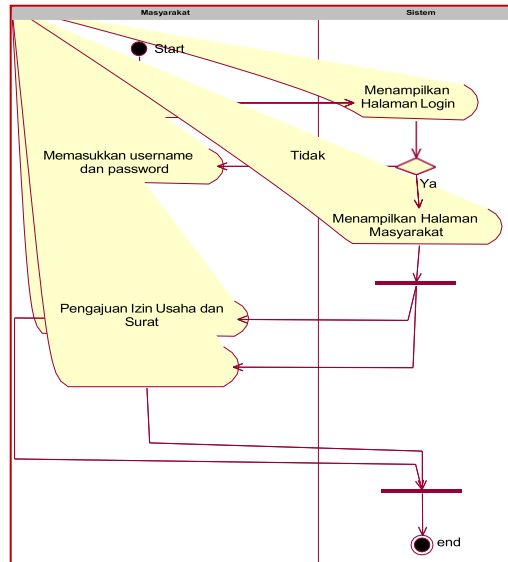 Masyarakat
Sistem
Start
Menampilkan
Halaman Login
Memasukkan username
dan password
Tidak
Ya
Menampilkan Halaman
Masyarakat
Pengajuan Izin Usaha dan
Surat
end